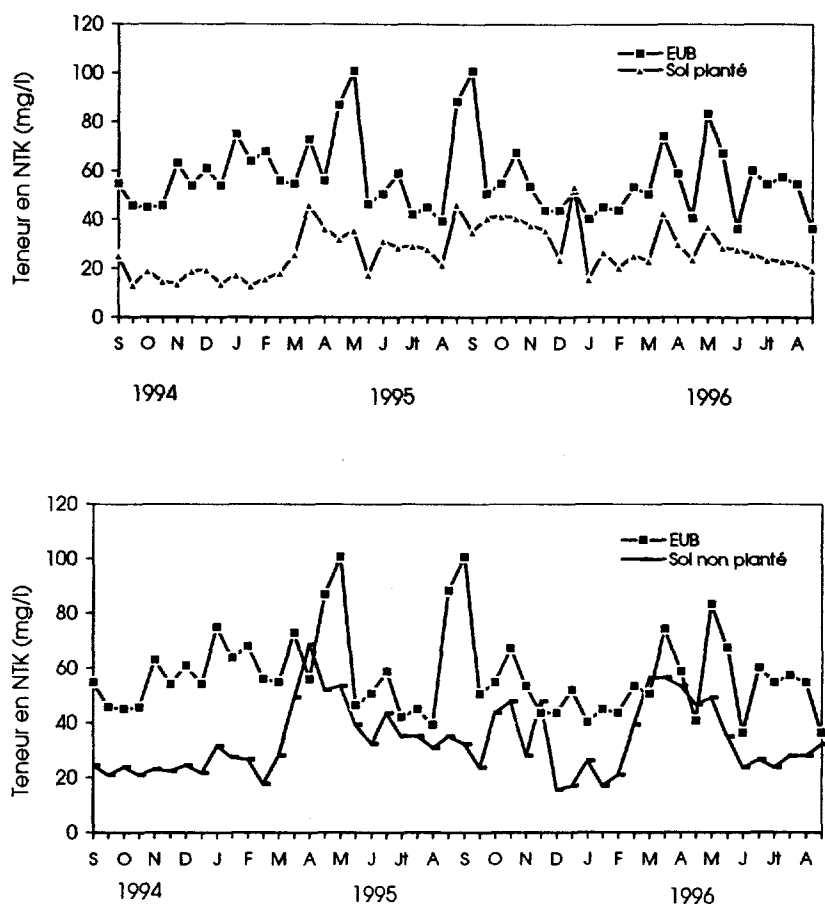 120
EUB
Sol planté
100
80
60
40
20
0
Teneur en NTK (mg/l)
S O N D J F M A M J Jt A S O N D J F M A M J Jt A
1994 1995 1996
120
EUB
Sol non planté
100
80
60
40
20
0
Teneur en NTK (mg/l)
S O N D J F M A M J Jt A S O N D J F M A M J Jt A
1994 1995 1996